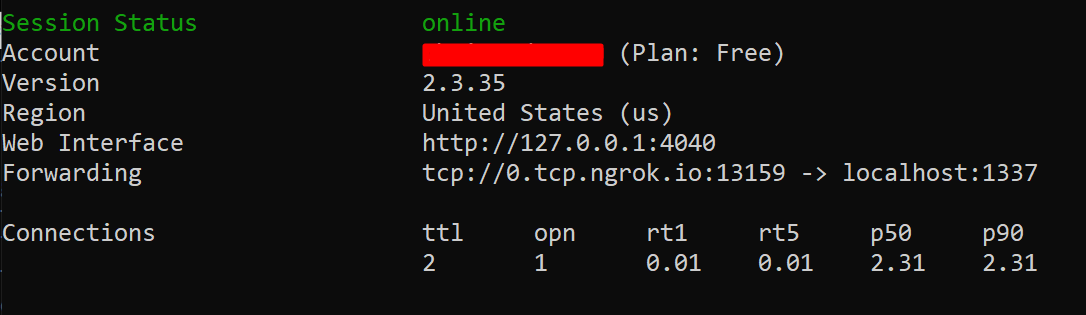 Session Status online
Account (Plan: Free)
Version 2.3.35
Region United States (us)
Web Interface http://127.0.0.1:4040
Forwarding tcp://0.tcp.ngrok.io:13159 -> localhost:1337
Connections ttl opn rt1 rt5 p50 p90
2 1 0.01 0.01 2.31 2.31